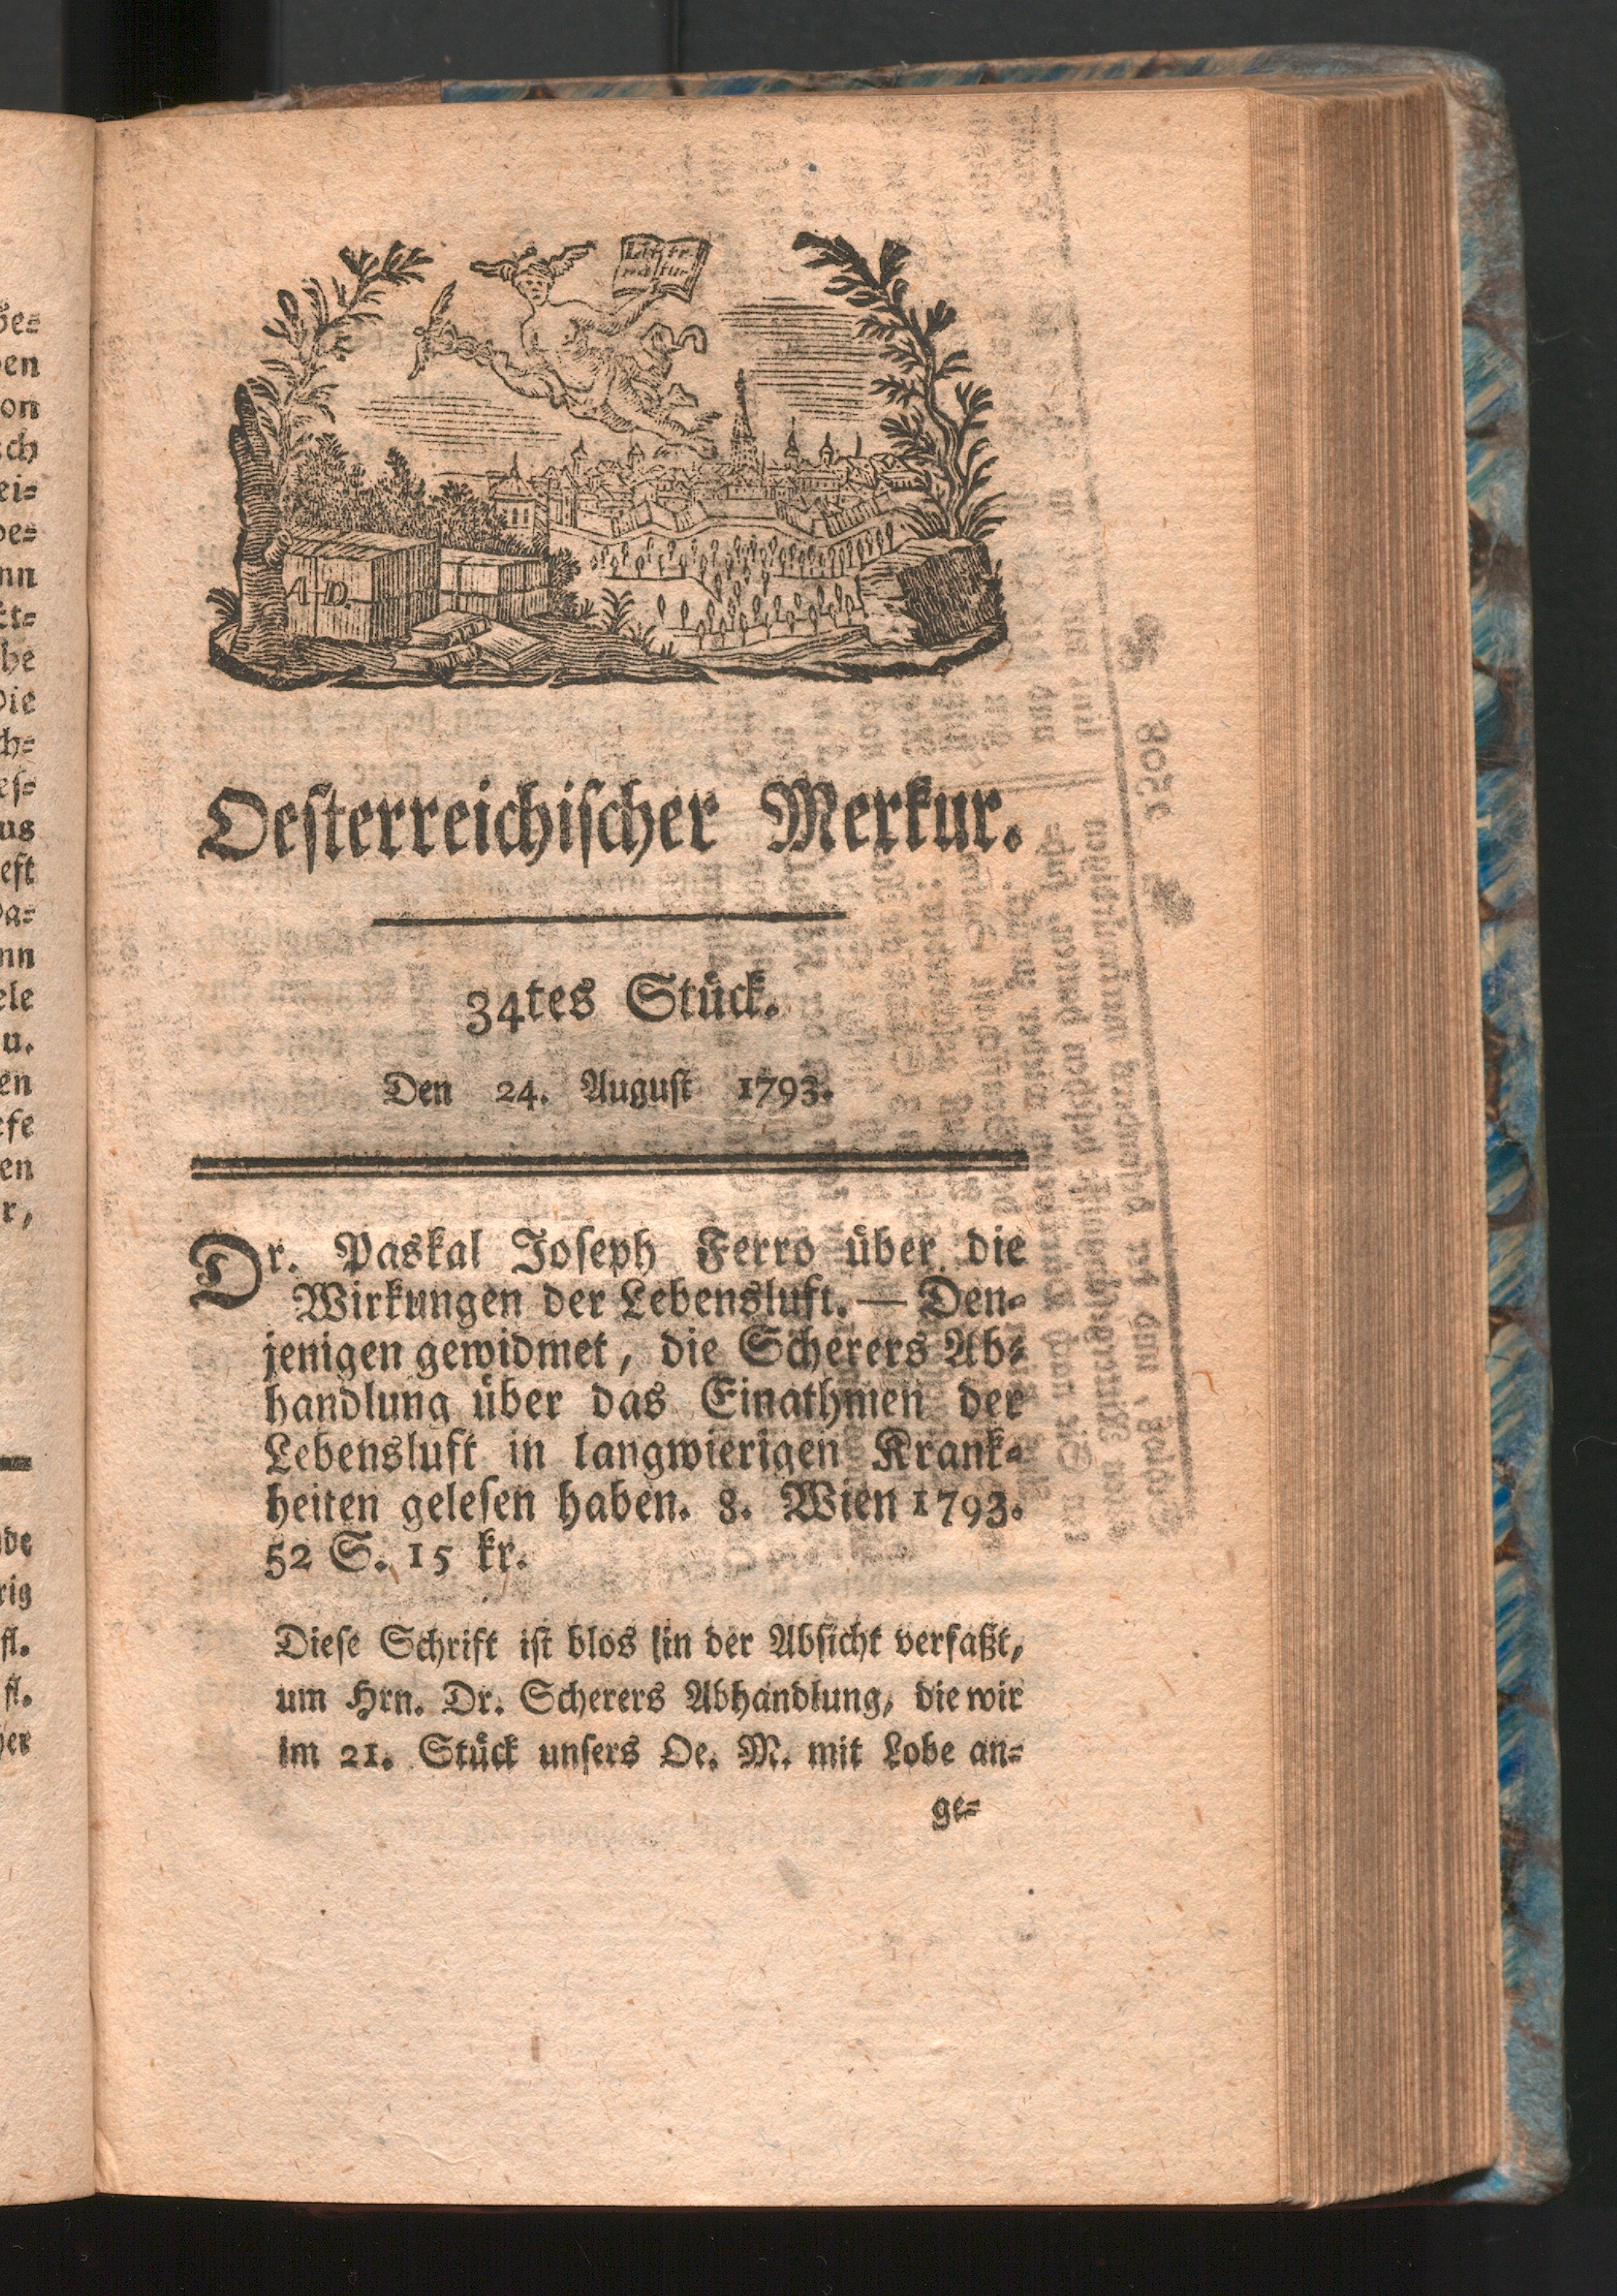 Litte-
ratur
A D.
Oesterreichischer Merkur.
34tes Stück.
Den 24. August 1793.
Dr. Paskal Joseph Ferro über die
Wirkungen der Lebensluft. — Den-
jenigen gewidmet, die Scherers Ab-
handlung über das Einathmen der
Lebensluft in langwierigen Krank-
heiten gelesen haben. 8. Wien 1793.
52 S. 15 kr.
Diese Schrift ist blos in der Absicht verfaßt,
um Hrn. Dr. Scherers Abhandlung, die wir
im 21. Stück unsers Oe. M. mit Lobe an-
ge-